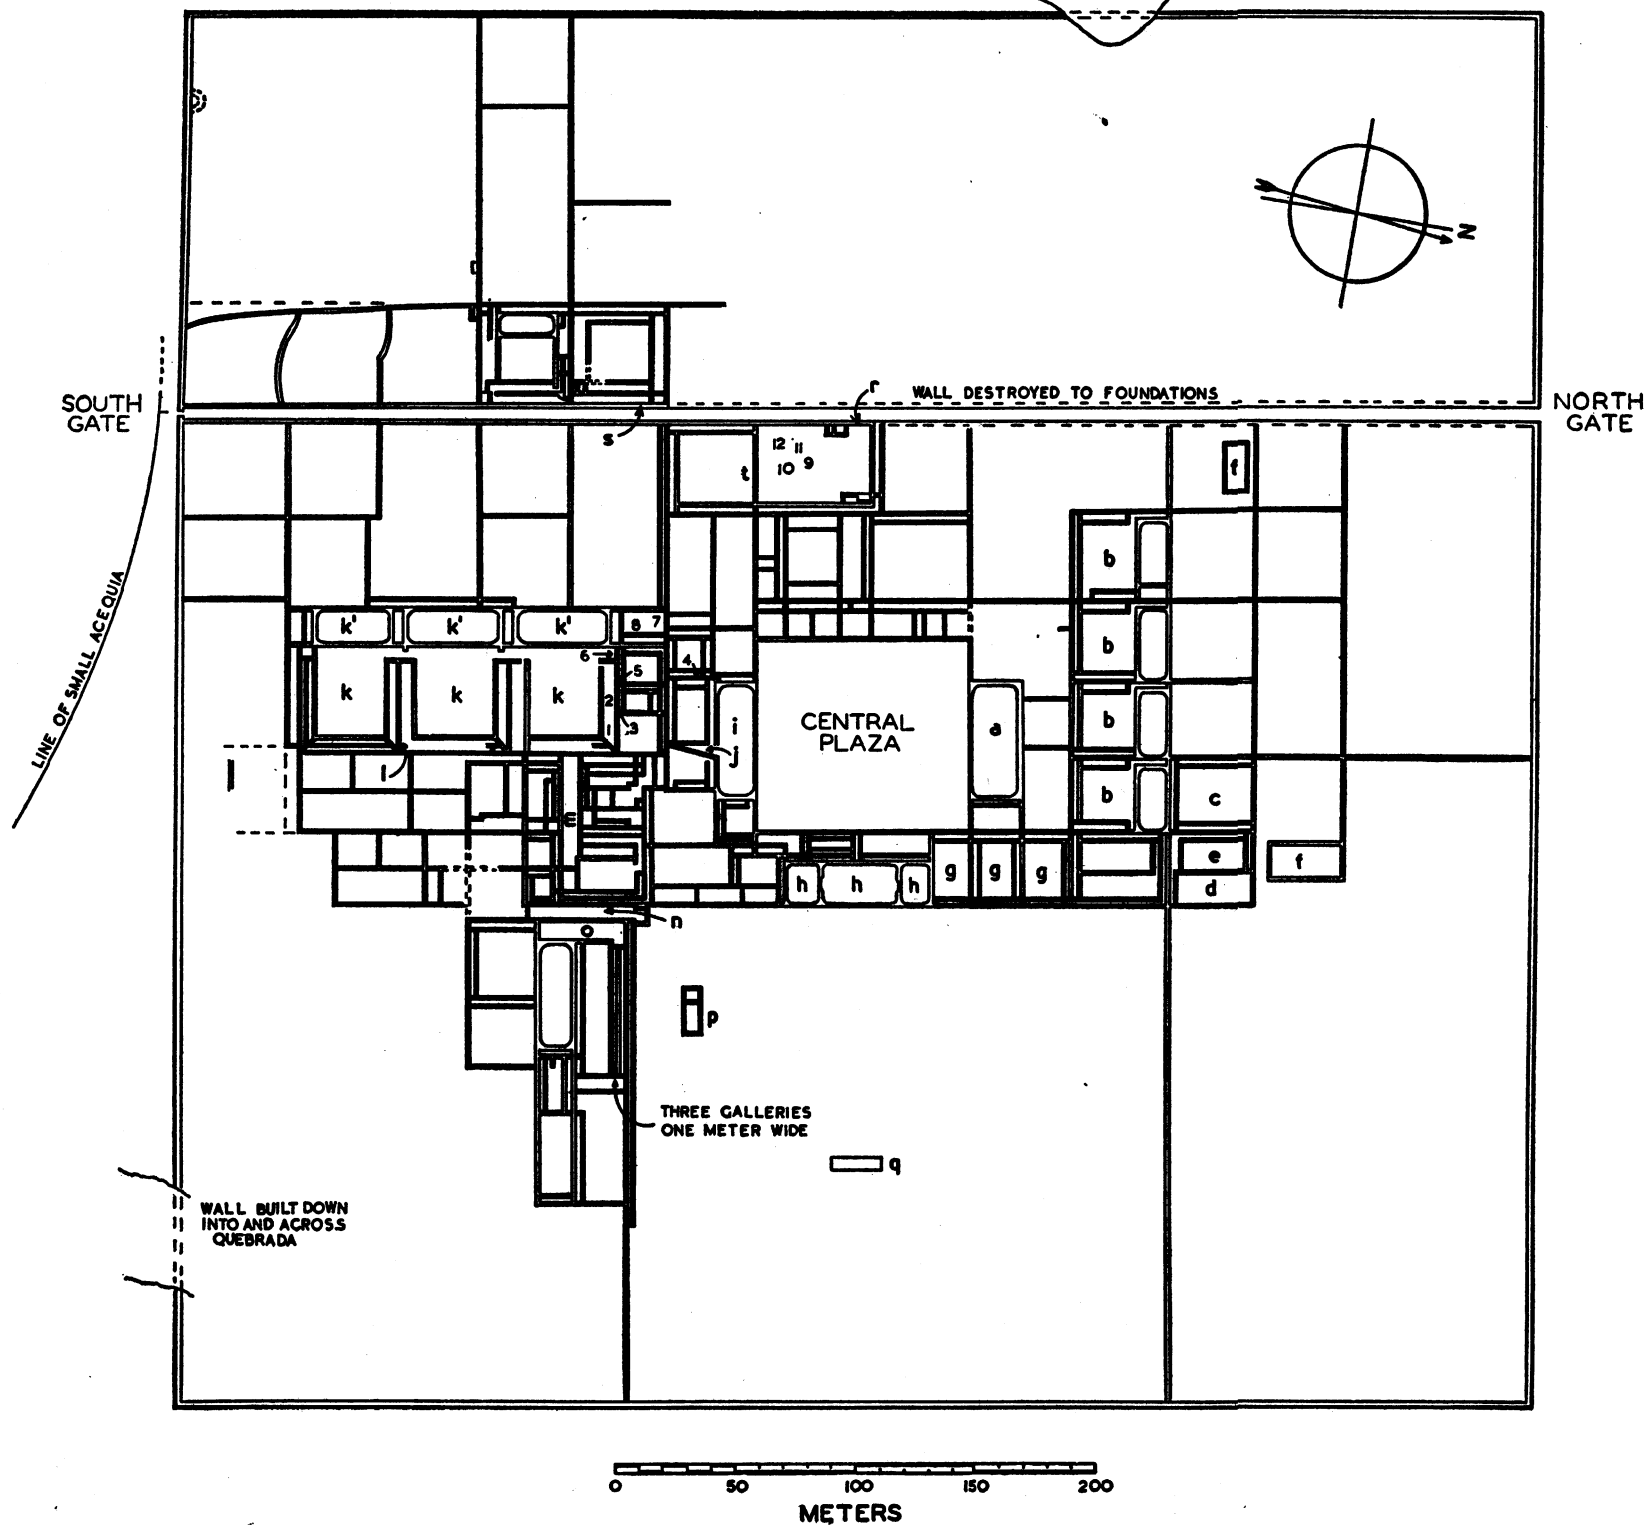 N
r
WALL DESTROYED TO FOUNDATIONS
SOUTH
GATE
NORTH
GATE
s
12 11
10 9
t
f
b
LINE OF SMALL ACEQUIA
k' k' k'
8 7
6
5
4
b
k k k
2
3
1
i
j
CENTRAL
PLAZA
a
b
l
m
b
c
h h h
g g g
e
d
f
n
o
p
THREE GALLERIES
ONE METER WIDE
q
WALL BUILT DOWN
INTO AND ACROSS
QUEBRADA
0 50 100 150 200
METERS